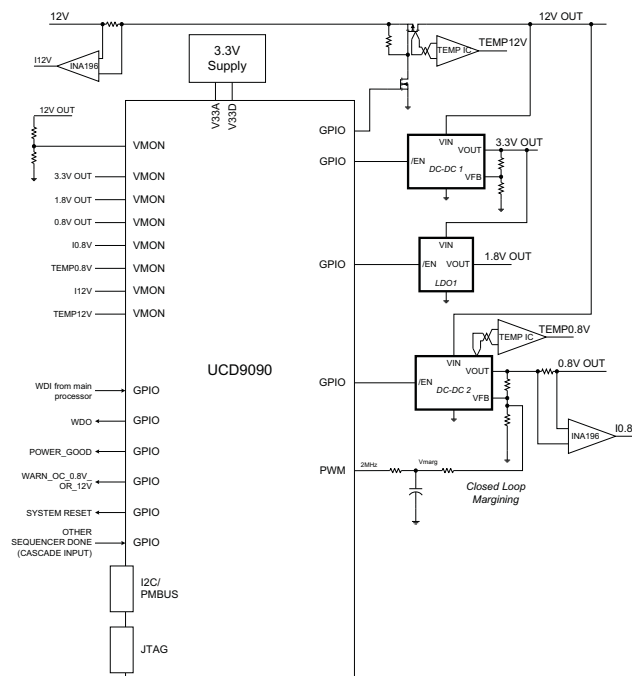 12V
12V OUT
I12V
INA196
3.3V
Supply
TEMP IC
TEMP12V
V33A
V33D
12V OUT
GPIO
VMON
GPIO
/EN
VIN
VOUT
DC-DC 1
VFB
3.3V OUT
3.3V OUT
VMON
1.8V OUT
VMON
0.8V OUT
VMON
I0.8V
VMON
TEMP0.8V
VMON
I12V
VMON
TEMP12V
VMON
GPIO
/EN
VIN
VOUT
LDO1
1.8V OUT
UCD9090
TEMP IC
TEMP0.8V
GPIO
/EN
VIN
VOUT
DC-DC 2
VFB
0.8V OUT
INA196
I0.8
WDI from main
processor
GPIO
WDO
GPIO
POWER_GOOD
GPIO
WARN_OC_0.8V_
OR_12V
GPIO
SYSTEM RESET
GPIO
OTHER
SEQUENCER DONE
(CASCADE INPUT)
GPIO
PWM
2MHz
Vmarg
Closed Loop
Margining
I2C/
PMBUS
JTAG